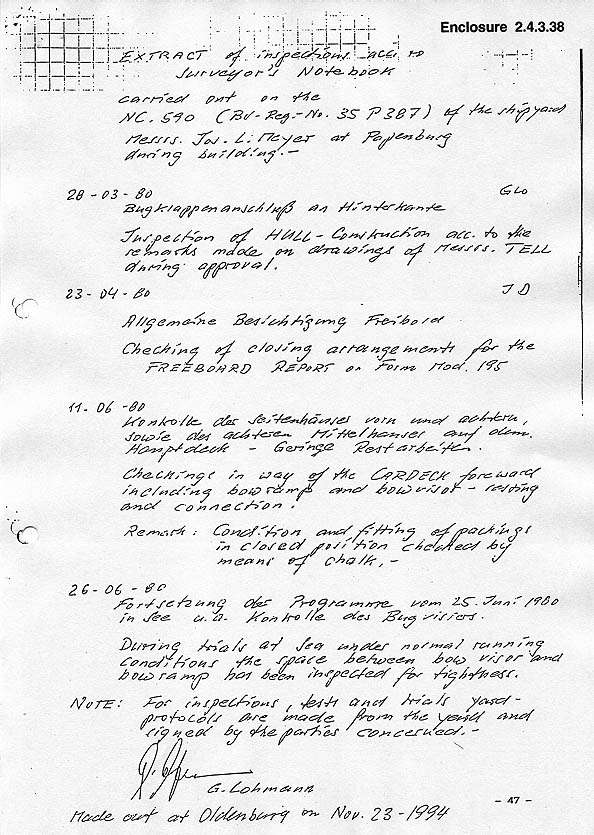 Enclosure 2.4.3.38
EXTRACT of inspections acc. to
Surveyor's Notebook
carried out on the
NC. 590 (BV-Reg.-No. 35 P 387) of the shipyard
Messrs. Jos. L. Meyer at Papenburg
during building.-
28-03-80 GLO
Bugklappenanschluß an Hinterkante
Inspection of HULL-Construction acc. to the
remarks made on drawings of Messrs. TELL
during approval.
23-04-80 JD
Allgemeine Besichtigung Freibord
Checking of closing arrangements for the
FREEBOARD REPORT on Form Mod. 195
11-06-80
Kontrolle des Seitenhauses vorn und achtern,
sowie des achteren Mittelhauses auf dem
Hauptdeck - Geringe Restarbeiten.
Checkings in way of the CARDECK foreward
including bowramp and bowvisor - resting
and connection.
Remark: Condition and fitting of packings
in closed position checked by
means of chalk.-
26-06-80
Fortsetzung des Programms vom 25. Juni 1980
in See u.a. Kontrolle des Bugvisiers.
During trials at sea under normal running
conditions the space between bow visor and
bowramp has been inspected for tightness.
NOTE: For inspections, tests and trials yard-
protocols are made from the yard and
signed by the parties concerned.-
G. Lohmann
- 47 -
Made out at Oldenburg on Nov. 23-1994